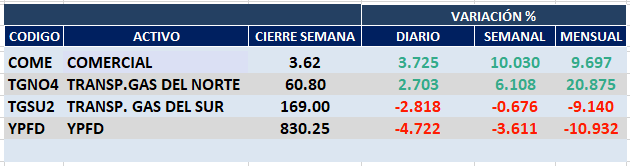 VARIACIÓN %
CODIGO ACTIVO CIERRE SEMANA DIARIO SEMANAL MENSUAL
COME COMERCIAL 3.62 3.725 10.030 9.697
TGNO4 TRANSP.GAS DEL NORTE 60.80 2.703 6.108 20.875
TGSU2 TRANSP. GAS DEL SUR 169.00 -2.818 -0.676 -9.140
YPFD YPFD 830.25 -4.722 -3.611 -10.932